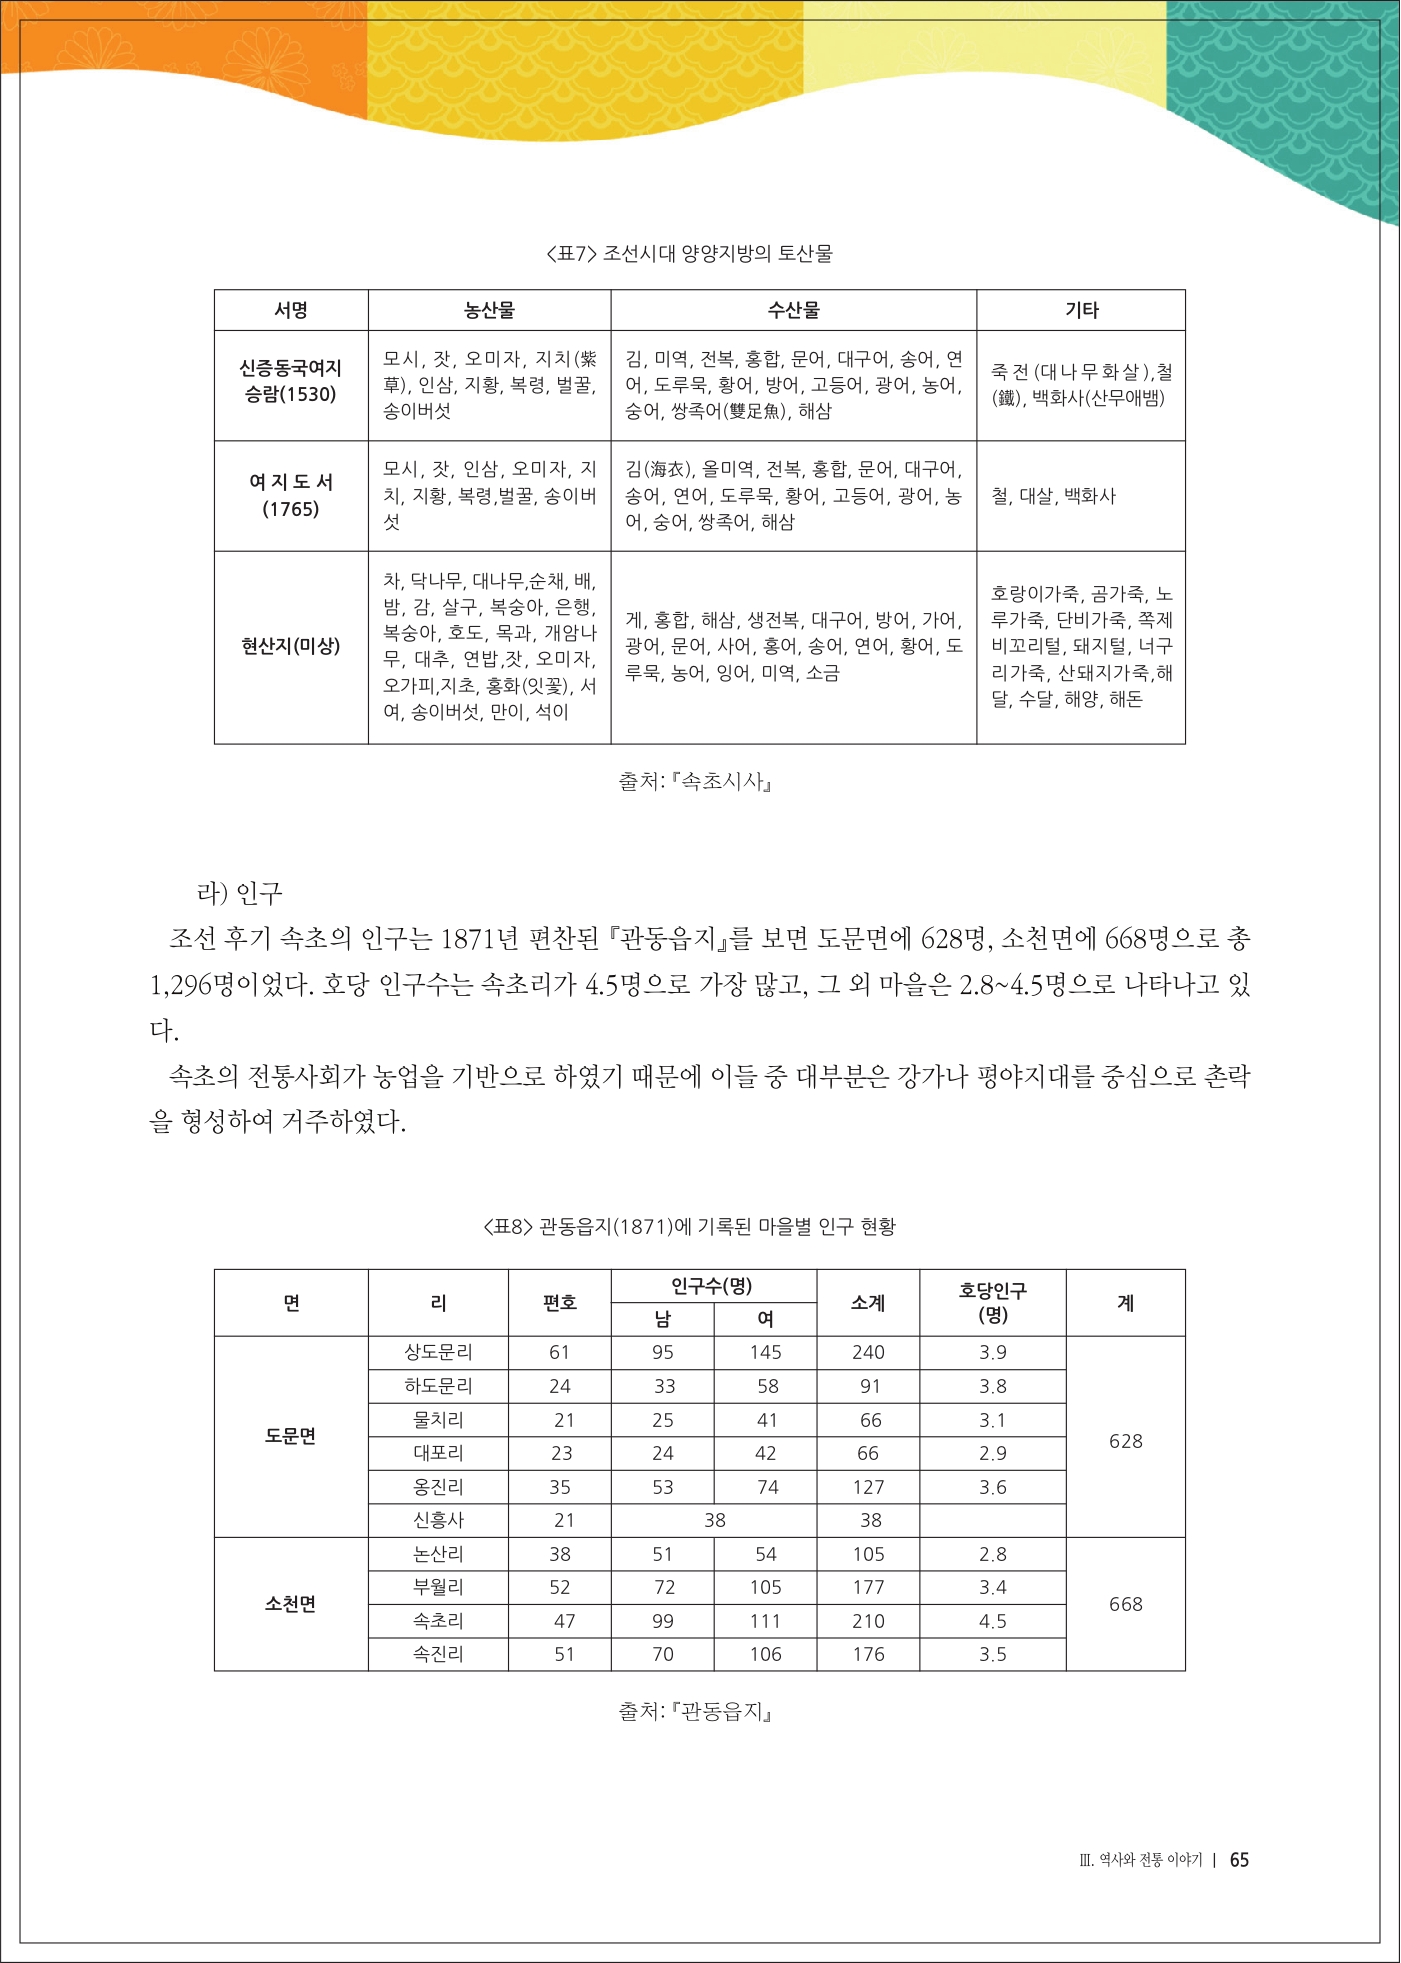 <표7> 조선시대 양양지방의 토산물
서명 농산물 수산물 기타
신증동국여지
승람(1530)
모시, 잣, 오미자, 지치(紫
草), 인삼, 지황, 복령, 벌꿀,
송이버섯
김, 미역, 전복, 홍합, 문어, 대구어, 송어, 연
어, 도루묵, 황어, 방어, 고등어, 광어, 농어,
숭어, 쌍족어(雙足魚), 해삼
죽전(대나무화살),철
(鐵), 백화사(산무애뱀)
여 지 도 서
(1765)
모시, 잣, 인삼, 오미자, 지
치, 지황, 복령,벌꿀, 송이버
섯
김(海衣), 올미역, 전복, 홍합, 문어, 대구어,
송어, 연어, 도루묵, 황어, 고등어, 광어, 농
어, 숭어, 쌍족어, 해삼
철, 대살, 백화사
현산지(미상)
차, 닥나무, 대나무,순채, 배,
밤, 감, 살구, 복숭아, 은행,
복숭아, 호도, 목과, 개암나
무, 대추, 연밥,잣, 오미자,
오가피,지초, 홍화(잇꽃), 서
여, 송이버섯, 만이, 석이
게, 홍합, 해삼, 생전복, 대구어, 방어, 가어,
광어, 문어, 사어, 홍어, 송어, 연어, 황어, 도
루묵, 농어, 잉어, 미역, 소금
호랑이가죽, 곰가죽, 노
루가죽, 단비가죽, 쪽제
비꼬리털, 돼지털, 너구
리가죽, 산돼지가죽,해
달, 수달, 해양, 해돈
출처:『속초시사』
라) 인구
조선 후기 속초의 인구는 1871년 편찬된 『관동읍지』를 보면 도문면에 628명, 소천면에 668명으로 총
1,296명이었다. 호당 인구수는 속초리가 4.5명으로 가장 많고, 그 외 마을은 2.8~4.5명으로 나타나고 있
다.
속초의 전통사회가 농업을 기반으로 하였기 때문에 이들 중 대부분은 강가나 평야지대를 중심으로 촌락
을 형성하여 거주하였다.
<표8> 관동읍지(1871)에 기록된 마을별 인구 현황
면 리 편호 인구수(명) 소계 호당인구 계
남 여 (명)
도문면 상도문리 61 95 145 240 3.9 628
하도문리 24 33 58 91 3.8
물치리 21 25 41 66 3.1
대포리 23 24 42 66 2.9
옹진리 35 53 74 127 3.6
신흥사 21 38 38
소천면 논산리 38 51 54 105 2.8 668
부월리 52 72 105 177 3.4
속초리 47 99 111 210 4.5
속진리 51 70 106 176 3.5
출처:『관동읍지』
Ⅲ. 역사와 전통 이야기 | 65